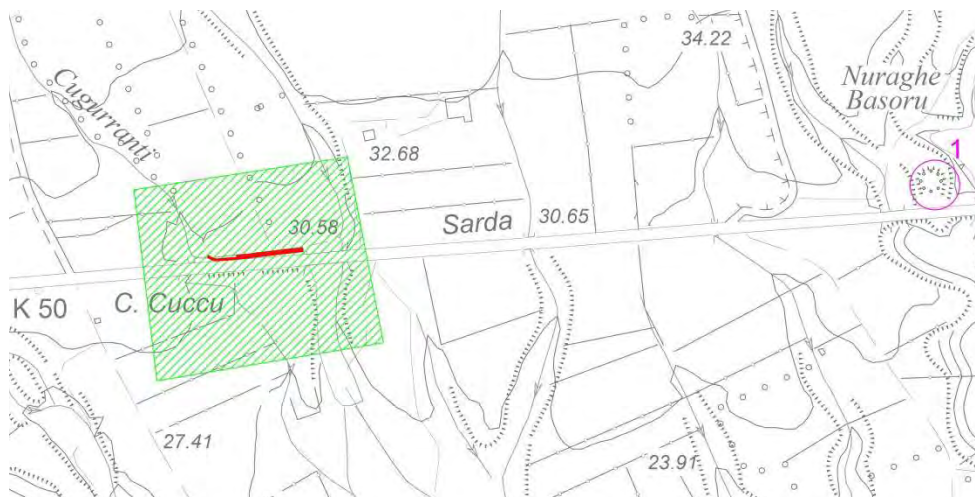 34.22
Nuraghe
Basoru
1
Cugurranti
32.68
Sarda
30.65
30.58
K 50
C. Cuccu
27.41
23.91